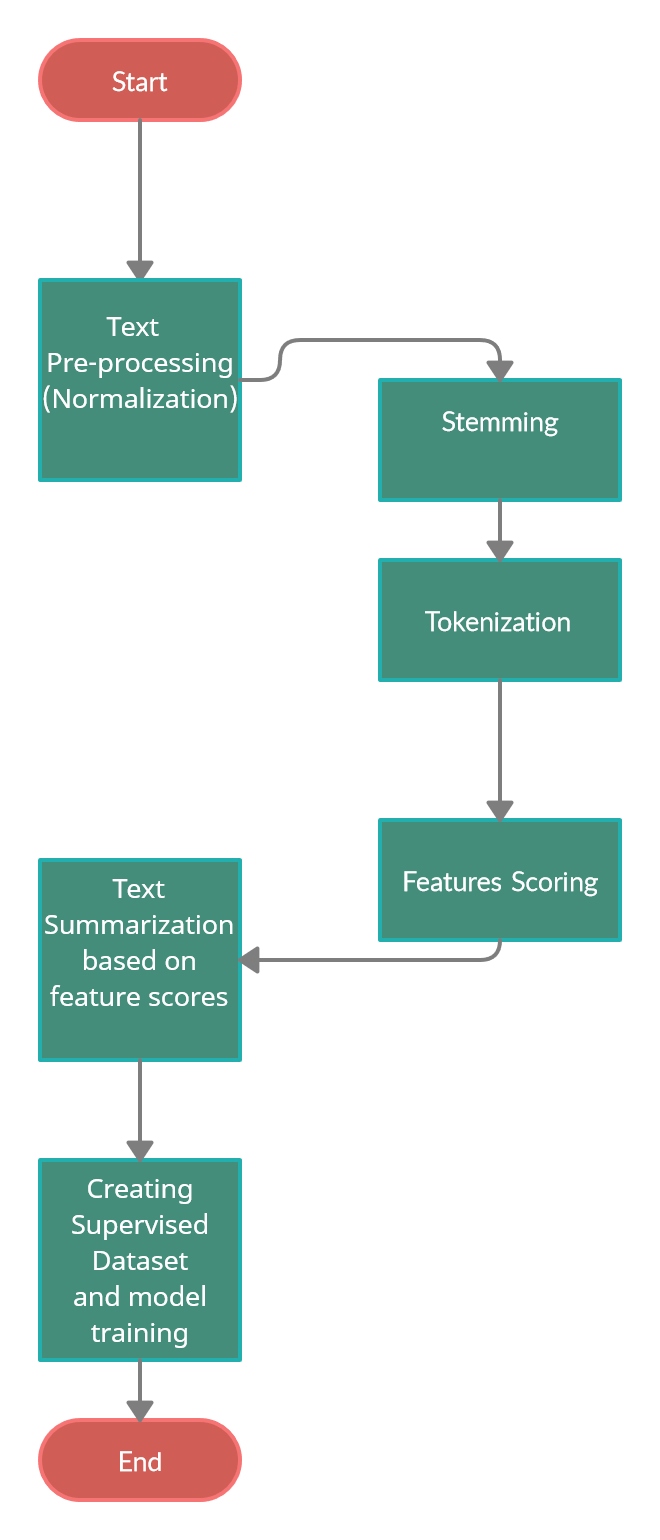 Start
Text
Pre-processing
(Normalization)
Stemming
Tokenization
Features Scoring
Text
Summarization
based on
feature scores
Creating
Supervised
Dataset
and model
training
End